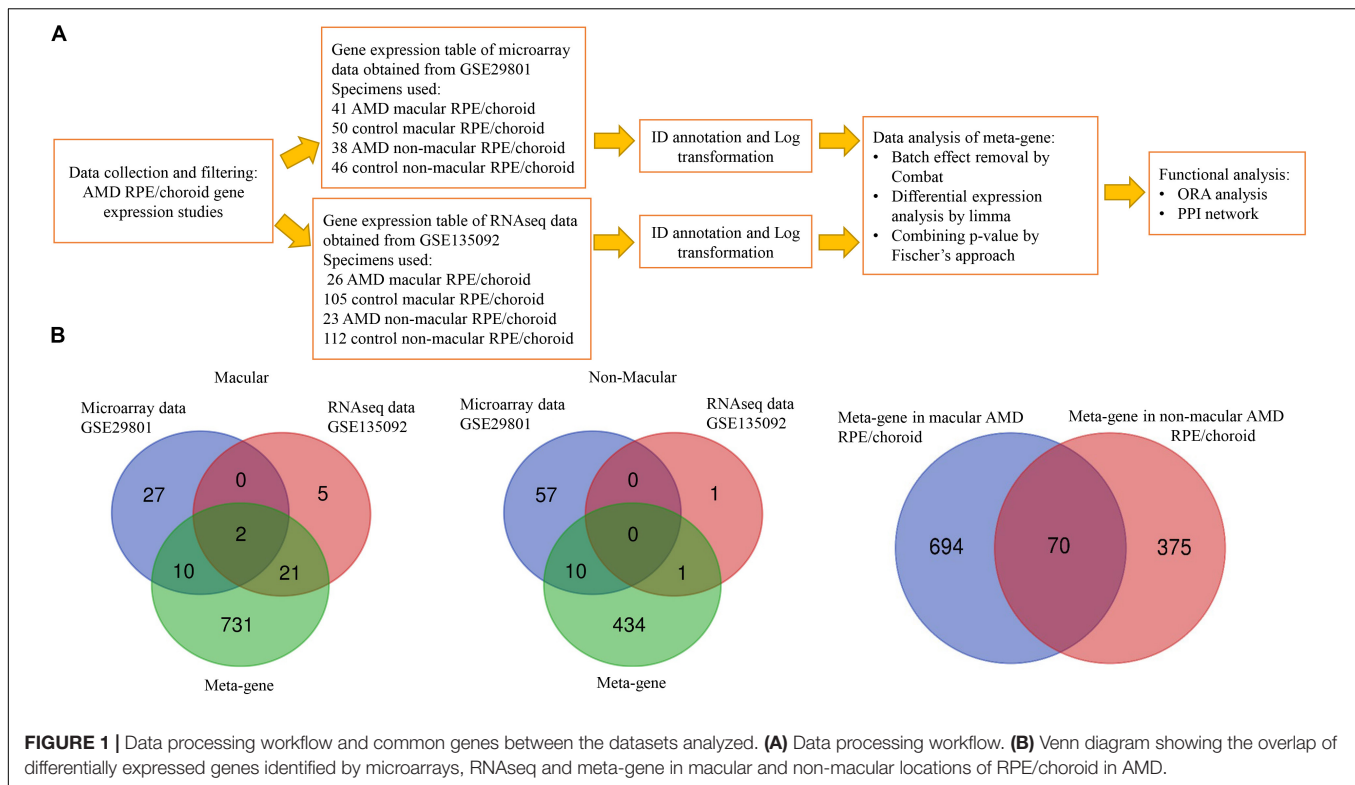 A
Data collection and filtering:
AMD RPE/choroid gene
expression studies
Gene expression table of microarray
data obtained from GSE29801
Specimens used:
41 AMD macular RPE/choroid
50 control macular RPE/choroid
38 AMD non-macular RPE/choroid
46 control non-macular RPE/choroid
Gene expression table of RNAseq data
obtained from GSE135092
Specimens used:
26 AMD macular RPE/choroid
105 control macular RPE/choroid
23 AMD non-macular RPE/choroid
112 control non-macular RPE/choroid
ID annotation and Log
transformation
ID annotation and Log
transformation
Data analysis of meta-gene:
• Batch effect removal by
Combat
• Differential expression
analysis by limma
• Combining p-value by
Fischer's approach
Functional analysis:
• ORA analysis
• PPI network
B
Macular
Microarray data
GSE29801
RNAseq data
GSE135092
27
0
5
2
10
21
731
Meta-gene
Non-Macular
Microarray data
GSE29801
RNAseq data
GSE135092
57
0
1
0
10
1
434
Meta-gene
Meta-gene in macular AMD
RPE/choroid
Meta-gene in non-macular AMD
RPE/choroid
694
70
375
FIGURE 1 | Data processing workflow and common genes between the datasets analyzed. (A) Data processing workflow. (B) Venn diagram showing the overlap of
differentially expressed genes identified by microarrays, RNAseq and meta-gene in macular and non-macular locations of RPE/choroid in AMD.